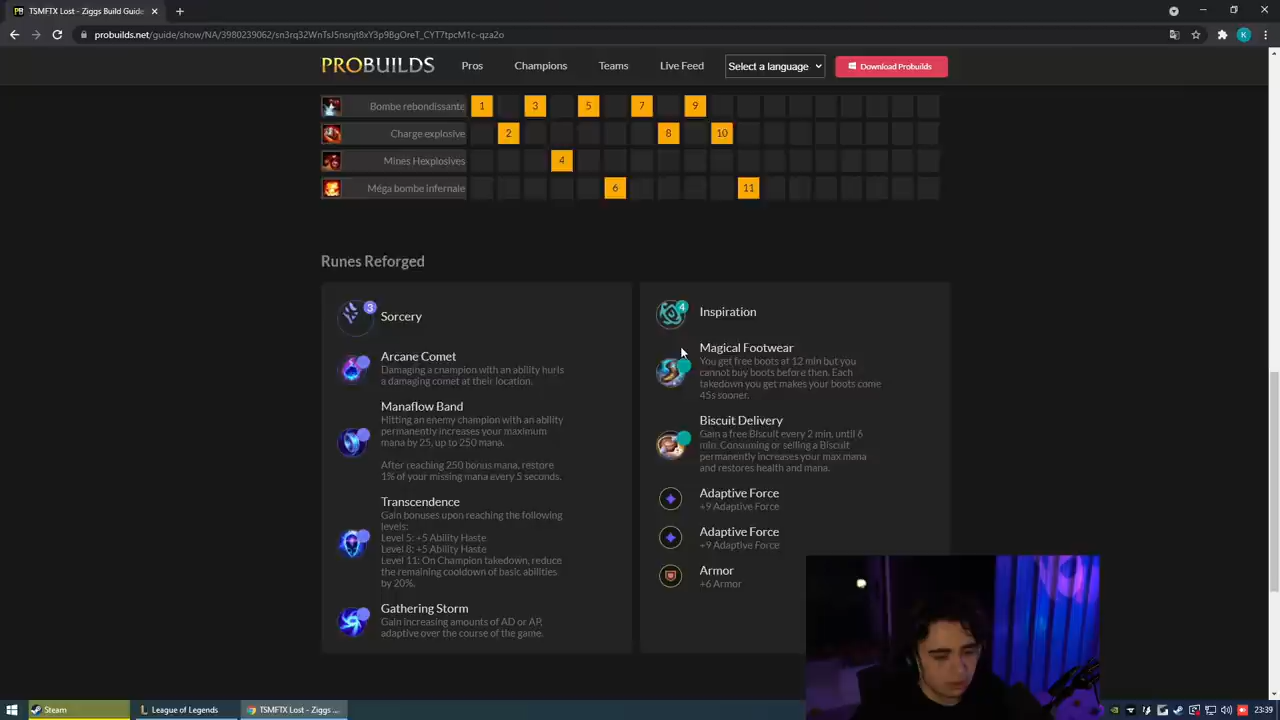 TSMFTX Lost - Ziggs Build Guide
probuilds.net/guide/show/NA/3980239062/sn3rq32WnTsJ5nsnjt8xY3p9BgOreT_CYT7tpcM1c-qza2o
K
PROBUILDS
Pros
Champions
Teams
Live Feed
Select a language
Download Probuilds
Bombe rebondissante 1 3 5 7 9
Charge explosive 2 8 10
Mines Hexplosives 4
Méga bombe infernale 6 11
Runes Reforged
3
Sorcery
Arcane Comet
Damaging a champion with an ability hurls
a damaging comet at their location.
Manaflow Band
Hitting an enemy champion with an ability
permanently increases your maximum
mana by 25, up to 250 mana.
After reaching 250 bonus mana, restore
1% of your missing mana every 5 seconds.
Transcendence
Gain bonuses upon reaching the following
levels:
Level 5: +5 Ability Haste
Level 8: +5 Ability Haste
Level 11: On Champion takedown, reduce
the remaining cooldown of basic abilities
by 20%.
Gathering Storm
Gain increasing amounts of AD or AP,
adaptive over the course of the game.
4
Inspiration
Magical Footwear
You get free boots at 12 min but you
cannot buy boots before then. Each
takedown you get makes your boots come
45s sooner.
Biscuit Delivery
Gain a free Biscuit every 2 min, until 6
min. Consuming or selling a Biscuit
permanently increases your max mana
and restores health and mana.
Adaptive Force
+9 Adaptive Force
Adaptive Force
+9 Adaptive Force
Armor
+6 Armor
Steam
League of Legends
TSMFTX Lost - Ziggs ...
23:39